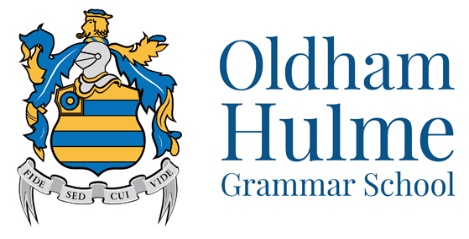 Oldham
Hulme
Grammar School
FIDE SED CUI VIDE